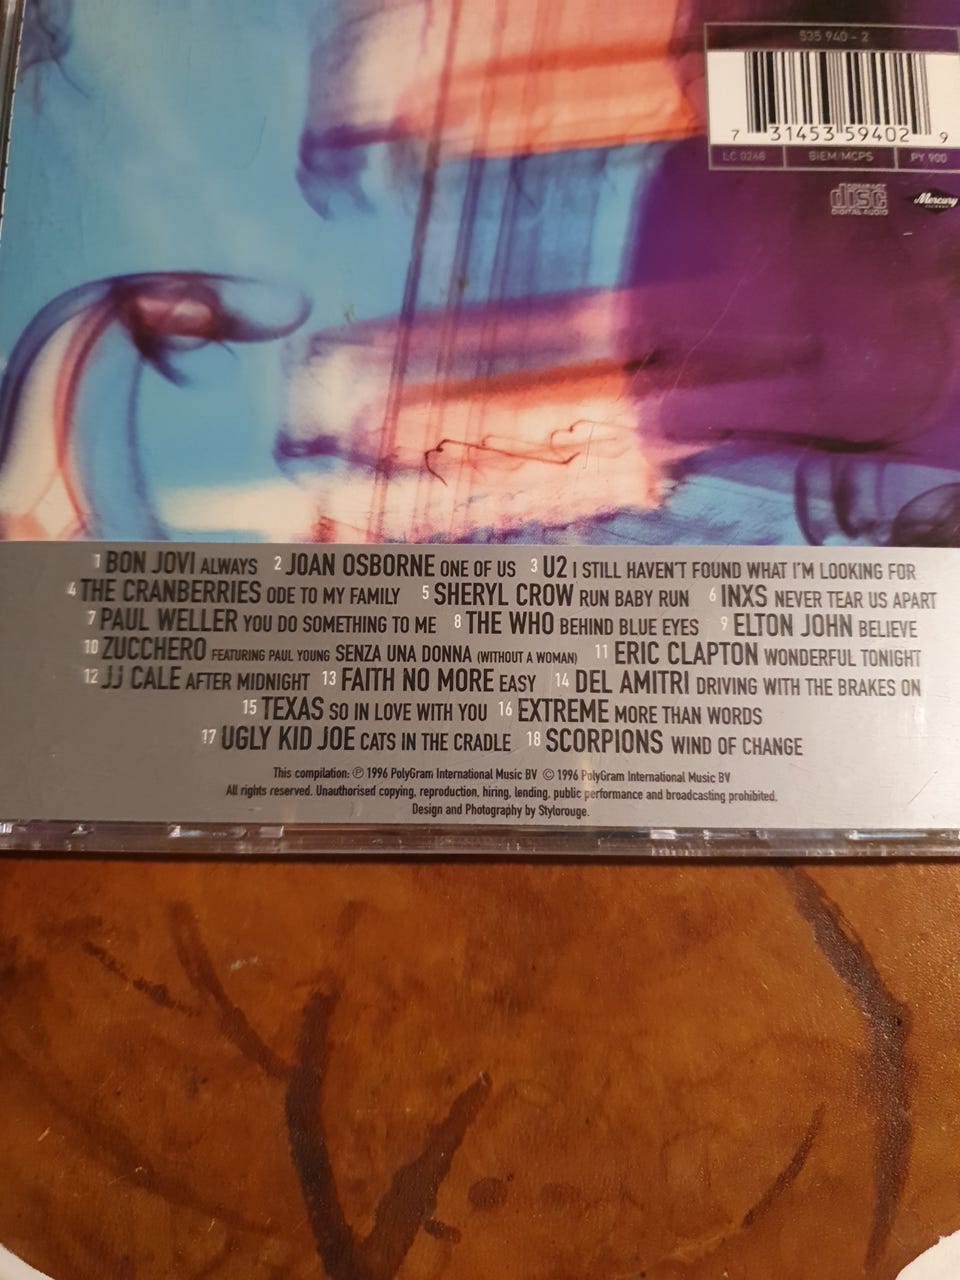 535 940 - 2
7 31453 59402 9
LC 0268 BIEM/MCPS PY 900
COMPACT
disc
DIGITAL AUDIO
Mercury
1 BON JOVI ALWAYS 2 JOAN OSBORNE ONE OF US 3 U2 I STILL HAVEN'T FOUND WHAT I'M LOOKING FOR
4 THE CRANBERRIES ODE TO MY FAMILY 5 SHERYL CROW RUN BABY RUN 6 INXS NEVER TEAR US APART
7 PAUL WELLER YOU DO SOMETHING TO ME 8 THE WHO BEHIND BLUE EYES 9 ELTON JOHN BELIEVE
10 ZUCCHERO FEATURING PAUL YOUNG SENZA UNA DONNA (WITHOUT A WOMAN) 11 ERIC CLAPTON WONDERFUL TONIGHT
12 JJ CALE AFTER MIDNIGHT 13 FAITH NO MORE EASY 14 DEL AMITRI DRIVING WITH THE BRAKES ON
15 TEXAS SO IN LOVE WITH YOU 16 EXTREME MORE THAN WORDS
17 UGLY KID JOE CATS IN THE CRADLE 18 SCORPIONS WIND OF CHANGE
This compilation: ℗ 1996 PolyGram International Music BV © 1996 PolyGram International Music BV
All rights reserved. Unauthorised copying, reproduction, hiring, lending, public performance and broadcasting prohibited.
Design and Photography by Stylorouge.